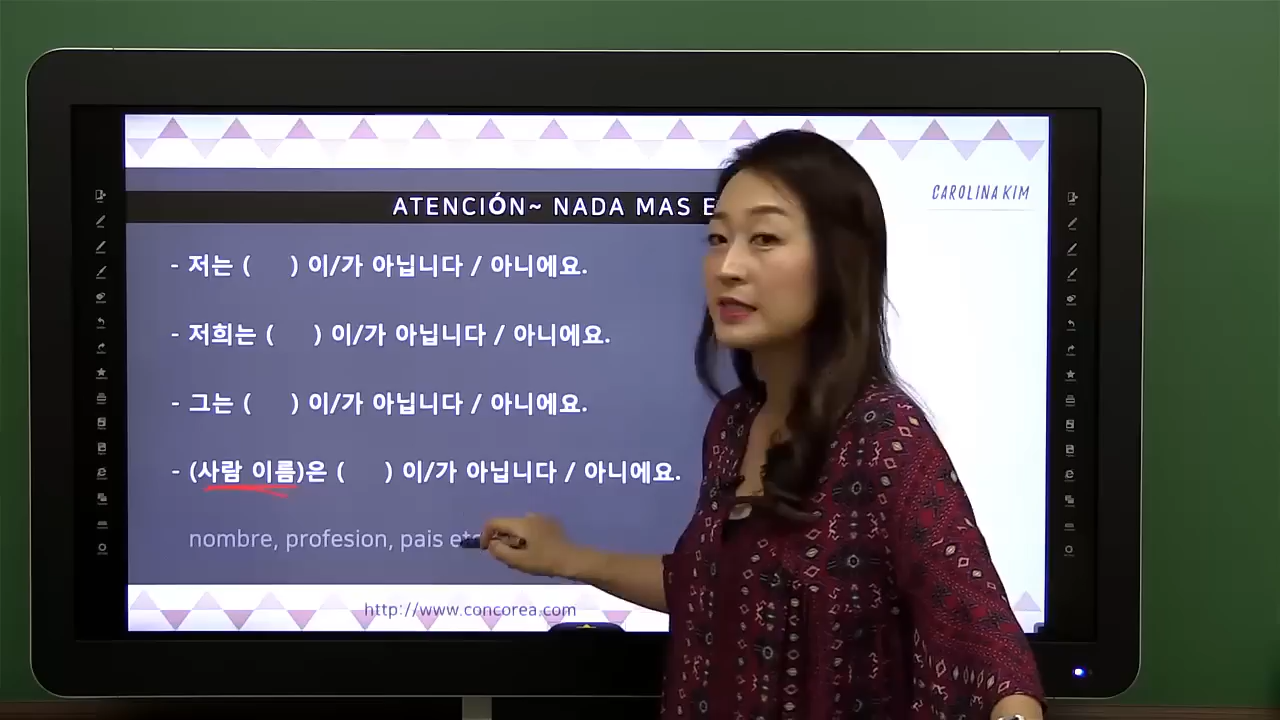 CAROLINA KIM
ATENCIÓN~ NADA MAS E
- 저는 ( ) 이/가 아닙니다 / 아니에요.
- 저희는 ( ) 이/가 아닙니다 / 아니에요.
- 그는 ( ) 이/가 아닙니다 / 아니에요.
- (사람 이름)은 ( ) 이/가 아닙니다 / 아니에요.
nombre, profesion, pais etc
http://www.concorea.com